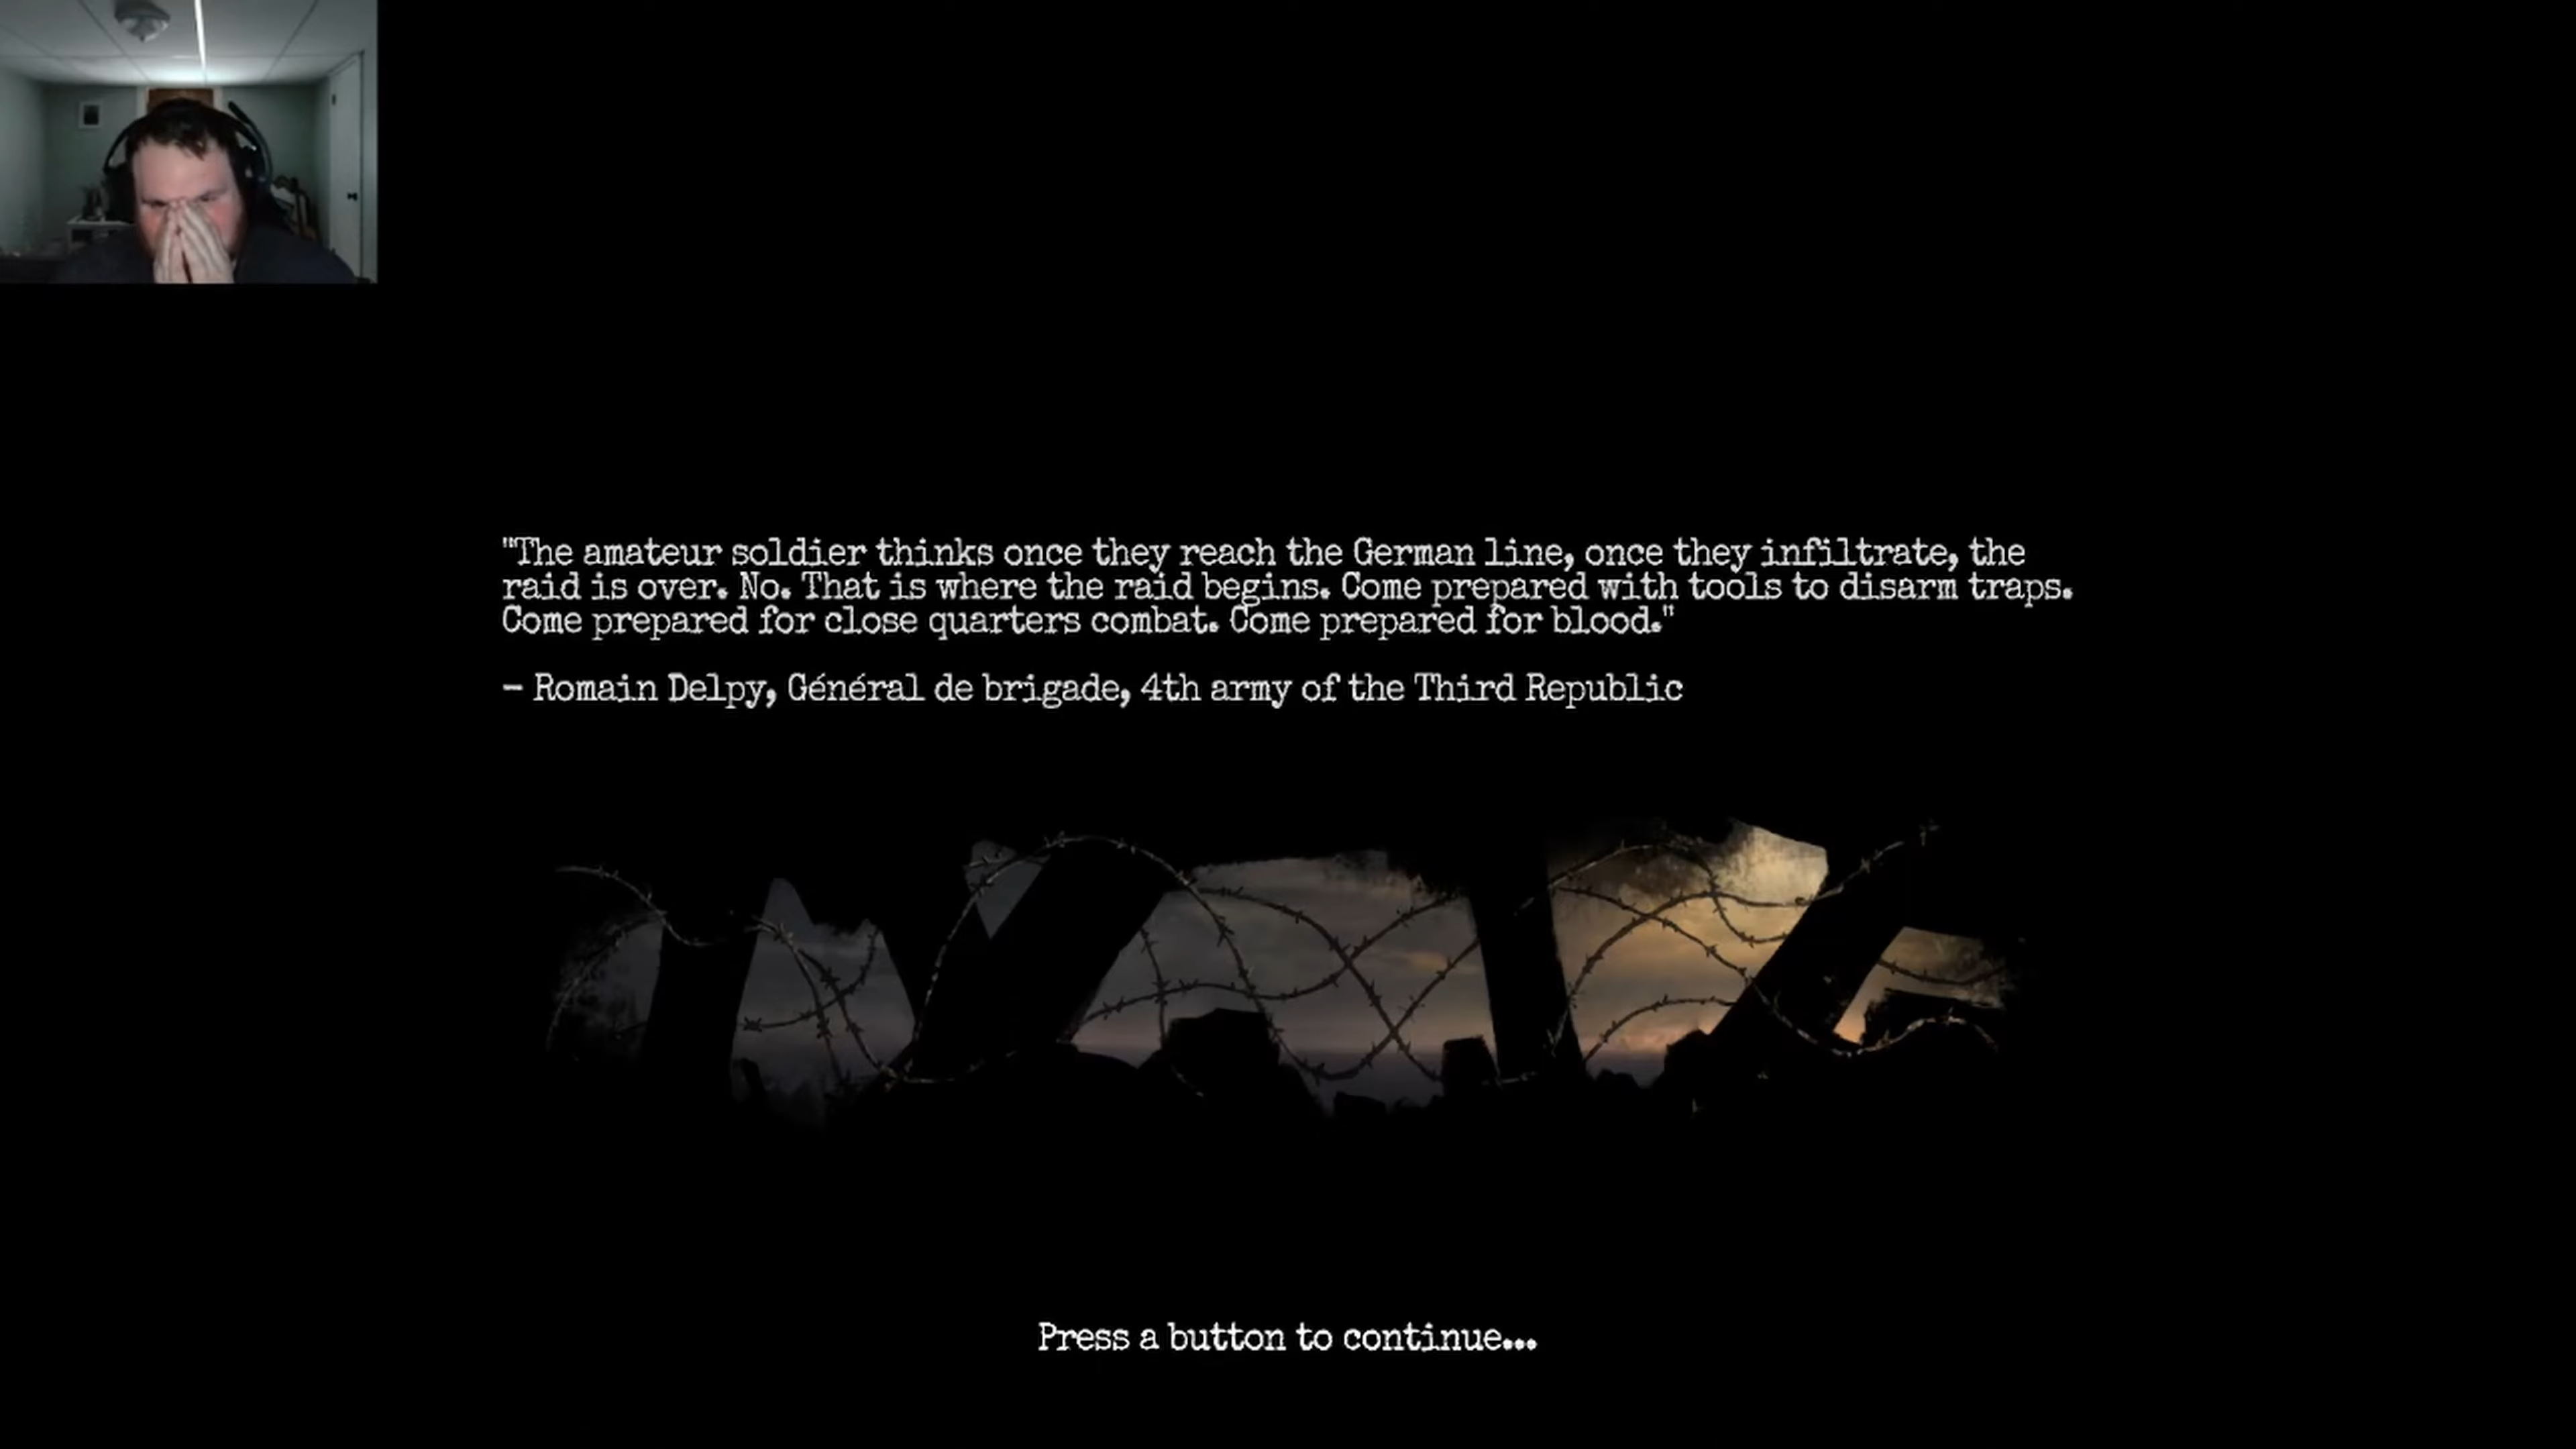 "The amateur soldier thinks once they reach the German line, once they infiltrate, the
raid is over. No. That is where the raid begins. Come prepared with tools to disarm traps.
Come prepared for close quarters combat. Come prepared for blood."
- Romain Delpy, Général de brigade, 4th army of the Third Republic
Press a button to continue...